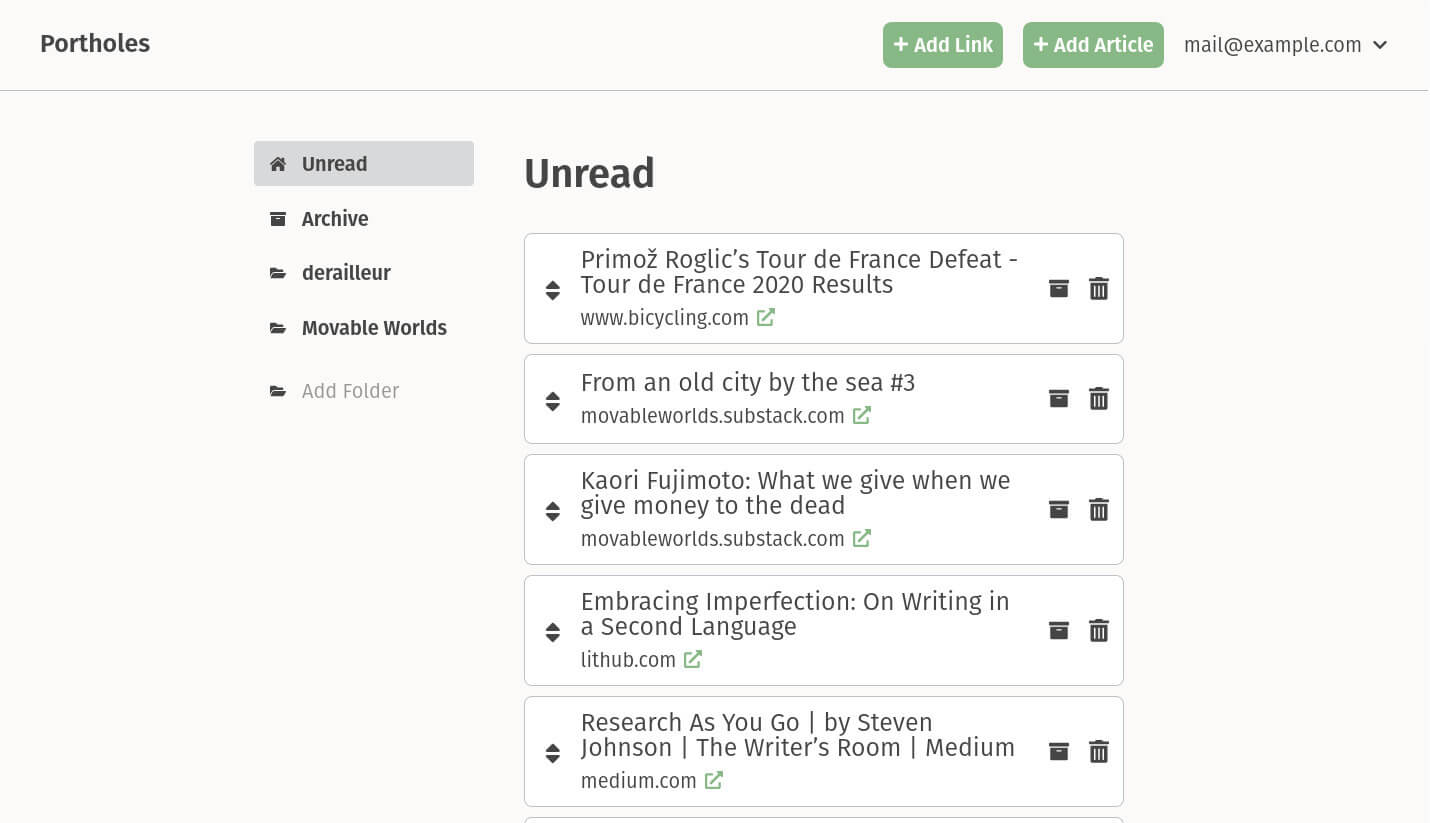 Portholes
+ Add Link
+ Add Article
mail@example.com
Unread
Archive
derailleur
Movable Worlds
Add Folder
Unread
Primož Roglic’s Tour de France Defeat -
Tour de France 2020 Results
www.bicycling.com
From an old city by the sea #3
movableworlds.substack.com
Kaori Fujimoto: What we give when we
give money to the dead
movableworlds.substack.com
Embracing Imperfection: On Writing in
a Second Language
lithub.com
Research As You Go | by Steven
Johnson | The Writer’s Room | Medium
medium.com